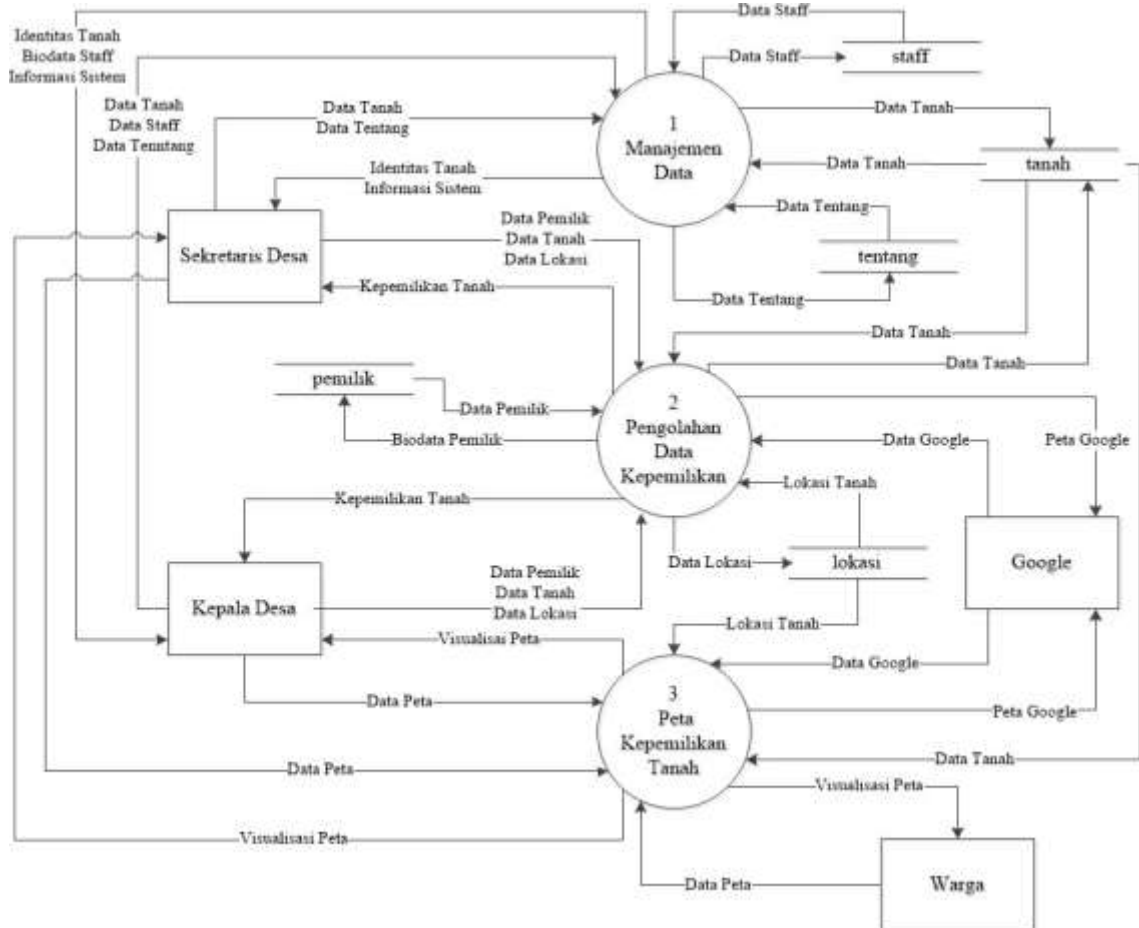 Data Staff
Identitas Tanah
Biodata Staff
Informasi Sistem
Data Staff
staff
Data Tanah
Data Staff
Data Tenntang
Data Tanah
Data Tentang
Data Tanah
1
Manajemen
Data
Data Tanah
tanah
Identitas Tanah
Informasi Sistem
Data Tentang
Data Pemilik
Data Tanah
Data Lokasi
Sekretaris Desa
tentang
Kepemilikan Tanah
Data Tentang
Data Tanah
Data Tanah
pemilik
Data Pemilik
2
Pengolahan
Data
Kepemilikan
Biodata Pemilik
Data Google
Peta Google
Lokasi Tanah
Kepemilikan Tanah
Data Lokasi
lokasi
Google
Data Pemilik
Data Tanah
Data Lokasi
Kepala Desa
Lokasi Tanah
Visualisai Peta
Data Google
3
Peta
Kepemilikan
Tanah
Data Peta
Peta Google
Data Tanah
Data Peta
Visualisasi Peta
Visualisasi Peta
Data Peta
Warga